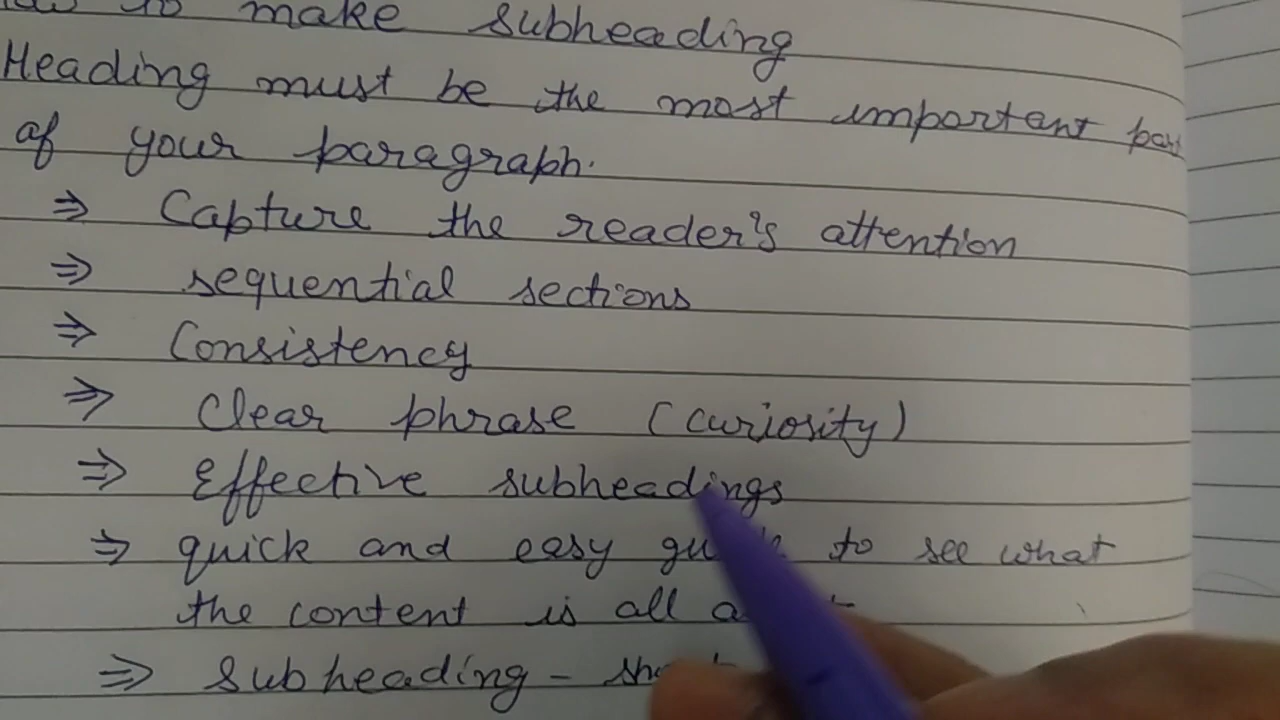 to make subheading
Heading must be the most important
of your paragraph.
⇒ Capture the reader's attention
⇒ sequential sections
⇒ Consistency
⇒ Clear phrase (curiosity)
⇒ Effective subheadings
⇒ quick and easy to see what
the content is all
⇒ Subheading -